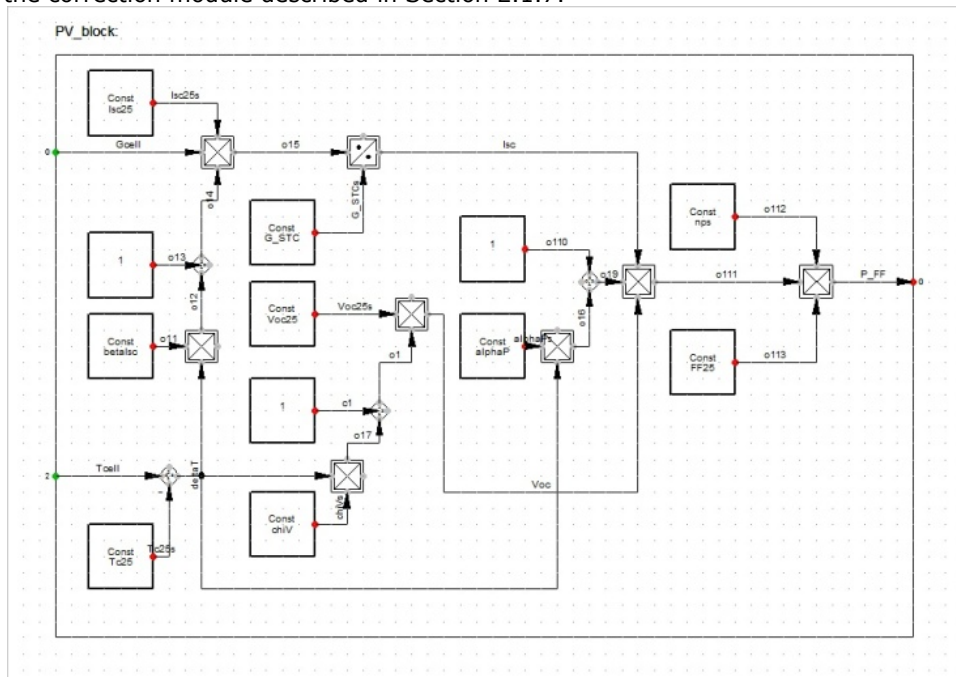 the correction module described in Section 2.1.7.
PV_block:
Const
Isc25
Isc25s
0
Gcell
o15
Isc
o14
G_STCs
Const
G_STC
Const
nps
o112
1
o13
1
o110
o12
o19
o111
P_FF
0
Const
Voc25
Voc25s
Const
betaIsc
o11
o16
Const
alphaP
alphaPs
Const
FF25
o113
o1
1
o1
o17
2
Tcell
-
deltaT
Voc
Const
chiV
chiVs
Const
Tc25
Tc25s